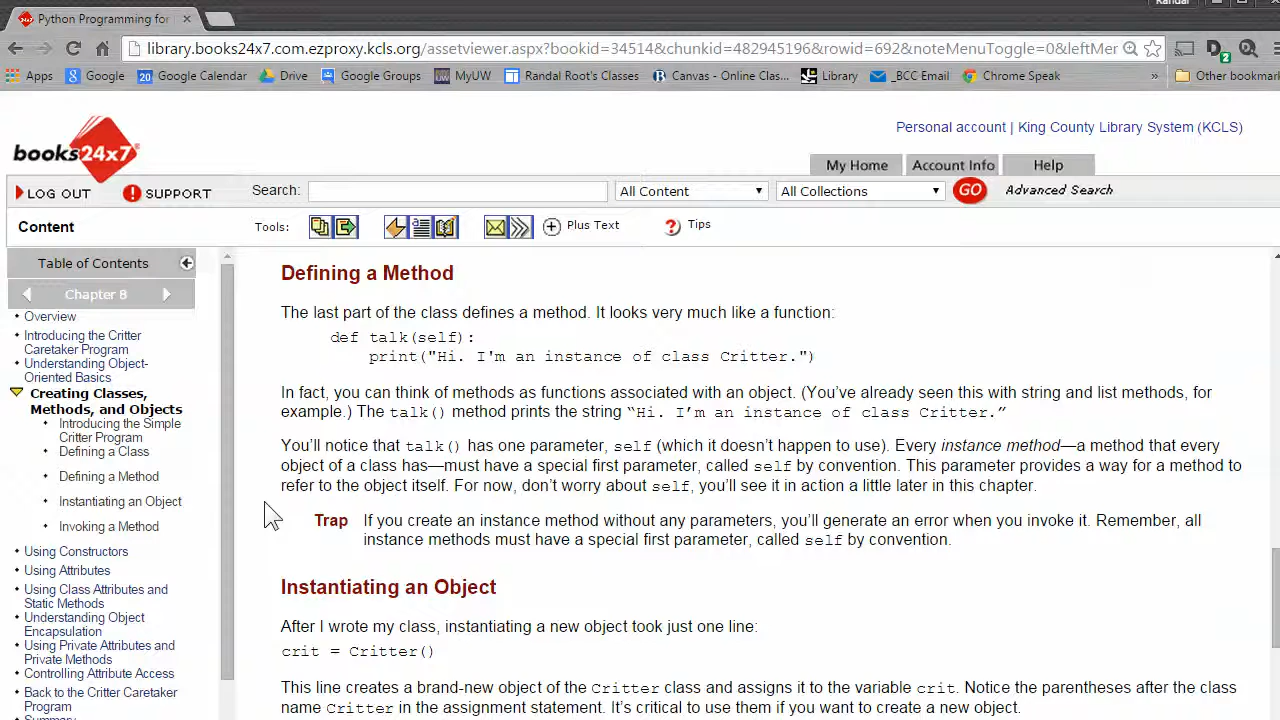 Randal
Python Programming for
library.books24x7.com.ezproxy.kcls.org/assetviewer.aspx?bookid=34514&chunkid=482945196&rowid=692&noteMenuToggle=0&leftMer
Apps Google 20 Google Calendar Drive Google Groups MyUW Randal Root's Classes Canvas - Online Clas... Library _BCC Email Chrome Speak » Other bookmar
books24x7
Personal account | King County Library System (KCLS)
My Home Account Info Help
LOG OUT SUPPORT Search: All Content All Collections GO Advanced Search
Content Tools: Plus Text Tips
Table of Contents
Chapter 8
Overview
Introducing the Critter
Caretaker Program
Understanding Object-
Oriented Basics
Creating Classes,
Methods, and Objects
Introducing the Simple
Critter Program
Defining a Class
Defining a Method
Instantiating an Object
Invoking a Method
Using Constructors
Using Attributes
Using Class Attributes and
Static Methods
Understanding Object
Encapsulation
Using Private Attributes and
Private Methods
Controlling Attribute Access
Back to the Critter Caretaker
Program
Defining a Method
The last part of the class defines a method. It looks very much like a function:
def talk(self):
print("Hi. I'm an instance of class Critter.")
In fact, you can think of methods as functions associated with an object. (You've already seen this with string and list methods, for
example.) The talk() method prints the string “Hi. I’m an instance of class Critter.”
You'll notice that talk() has one parameter, self (which it doesn't happen to use). Every instance method—a method that every
object of a class has—must have a special first parameter, called self by convention. This parameter provides a way for a method to
refer to the object itself. For now, don't worry about self, you'll see it in action a little later in this chapter.
Trap If you create an instance method without any parameters, you'll generate an error when you invoke it. Remember, all
instance methods must have a special first parameter, called self by convention.
Instantiating an Object
After I wrote my class, instantiating a new object took just one line:
crit = Critter()
This line creates a brand-new object of the Critter class and assigns it to the variable crit. Notice the parentheses after the class
name Critter in the assignment statement. It's critical to use them if you want to create a new object.